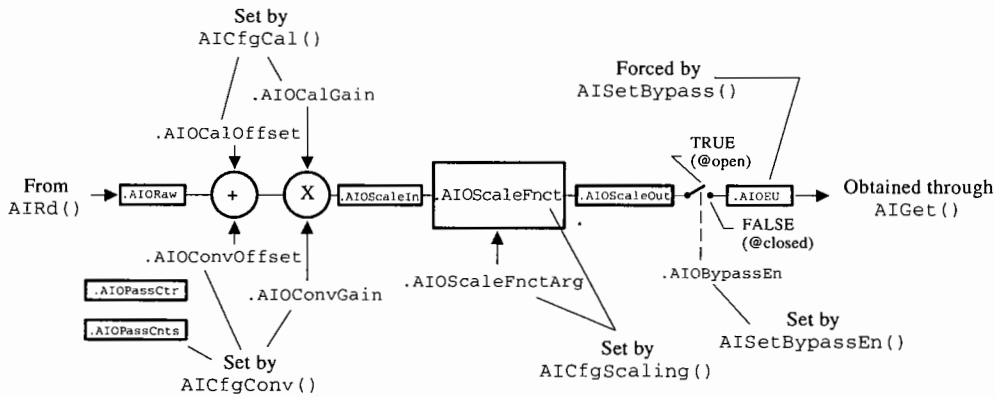 Set by
AICfgCal()
.AIOCalGain
.AIOCalOffset
Forced by
AISetBypass()
TRUE
(@open)
From
AIRd()
.AIORaw
+
X
.AIOScaleIn
.AIOScaleFnct
.AIOScaleOut
.AIOEU
Obtained through
AIGet()
FALSE
(@closed)
.AIOConvOffset
.AIOConvGain
.AIOScaleFnctArg
.AIOBypassEn
.AIOPassCtr
.AIOPassCnts
Set by
AICfgConv()
Set by
AICfgScaling()
Set by
AISetBypassEn()